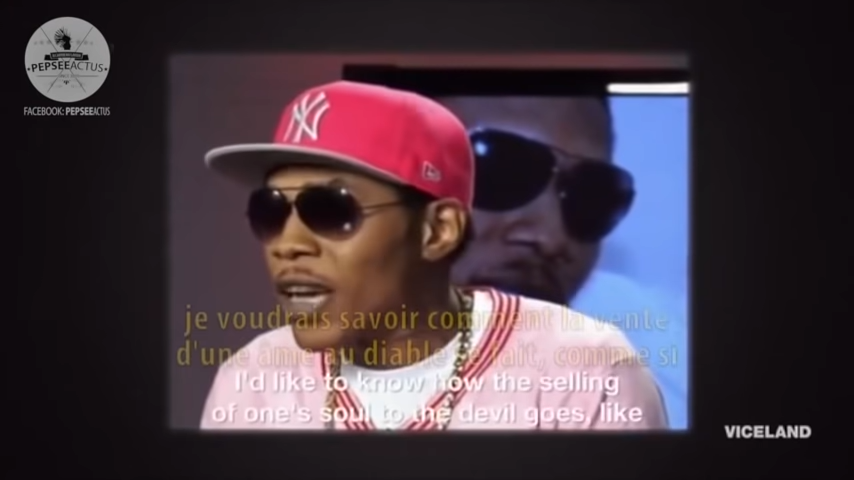 PEPSEEACTUS
FACEBOOK: PEPSEEACTUS
NY
je voudrais savoir comment la vente
d'une âme au diable se fait, comme si
I'd like to know how the selling
of one's soul to the devil goes, like
VICELAND